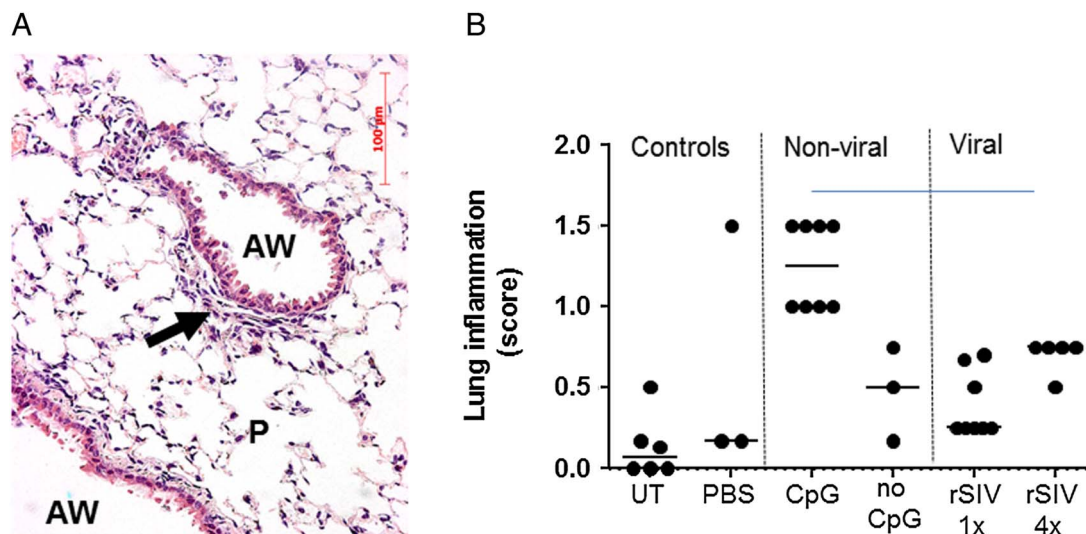 A
100 µm
AW
P
AW
B
Lung inflammation
(score)
2.0
1.5
1.0
0.5
0.0
Controls
Non-viral
Viral
UT
PBS
CpG
no
CpG
rSIV
1x
rSIV
4x